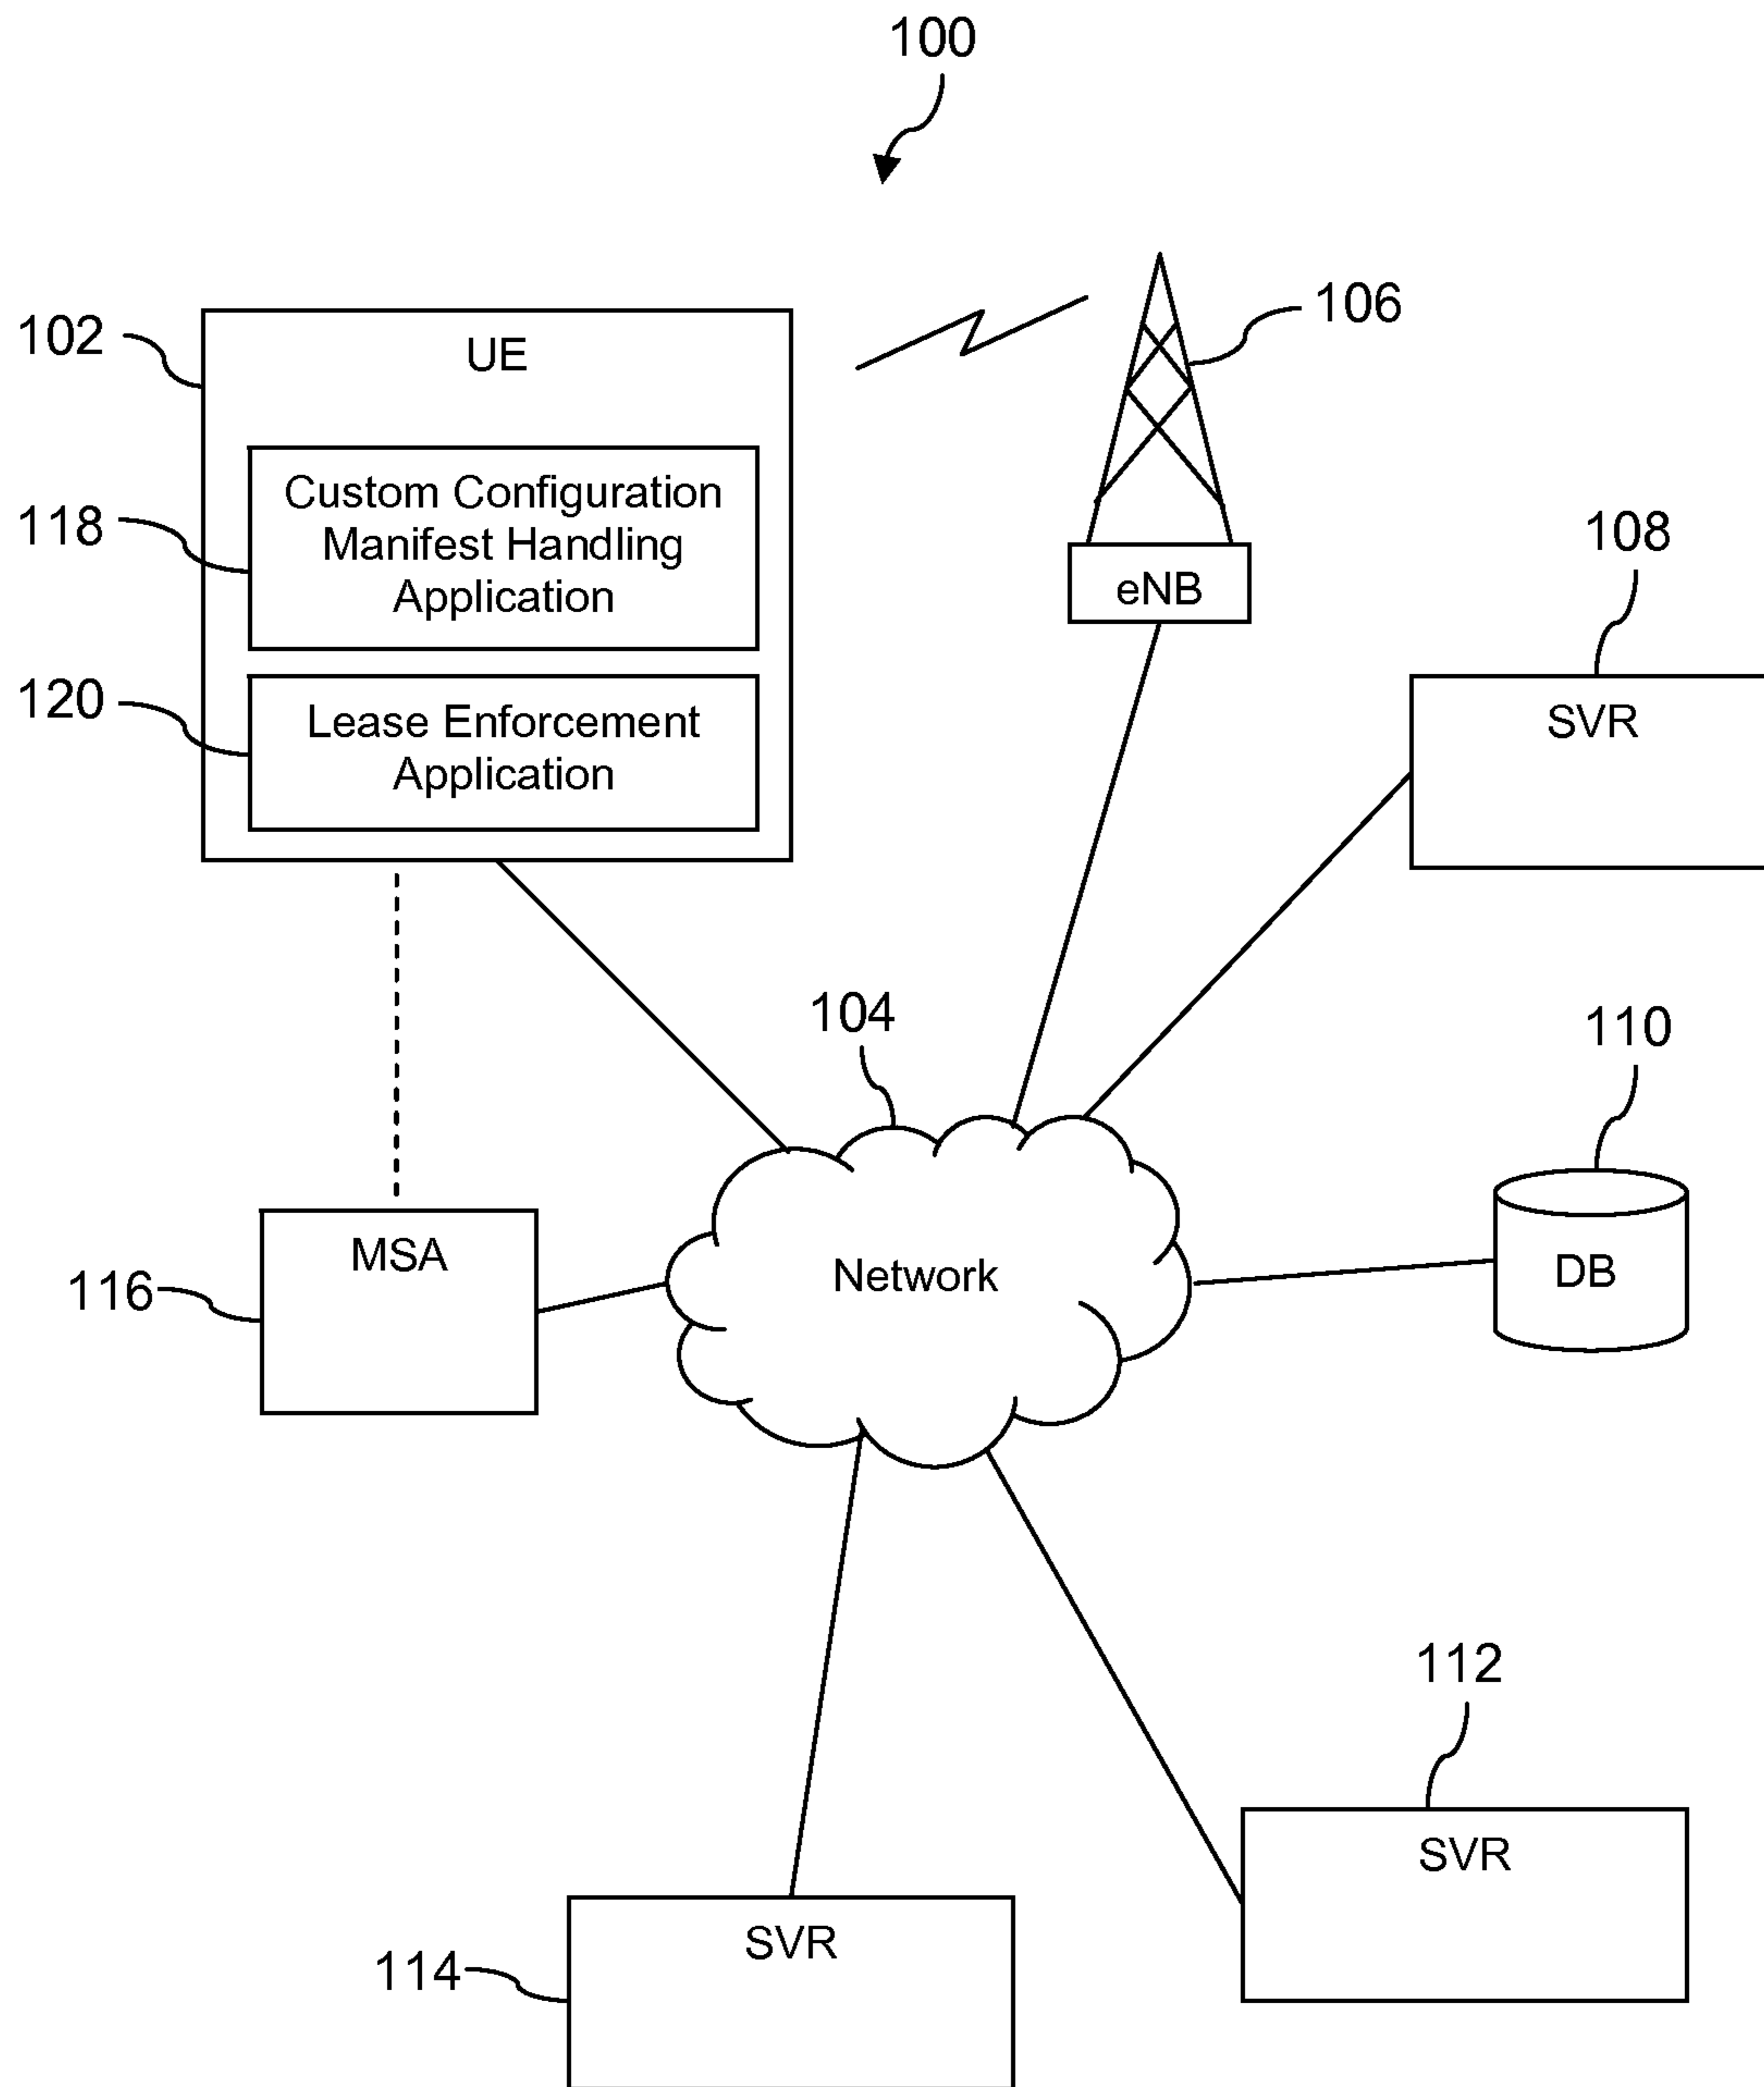 100
102
UE
106
118
Custom Configuration
Manifest Handling
Application
eNB
108
SVR
120
Lease Enforcement
Application
104
110
DB
116
MSA
Network
112
SVR
114
SVR